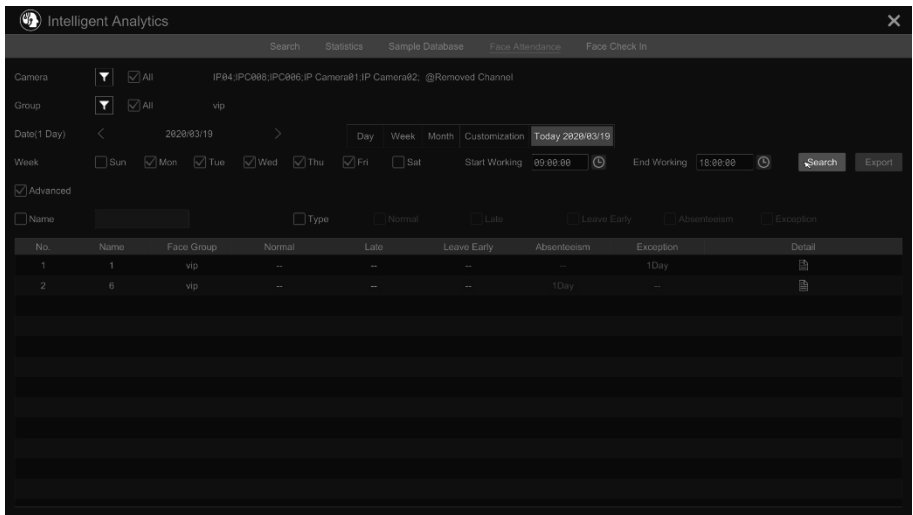 Intelligent Analytics
Search Statistics Sample Database Face Attendance Face Check In
Camera All IP04;IPC008;IPC006;IP Camera01;IP Camera02; @Removed Channel
Group All vip
Date(1 Day) < 2020/03/19 > Day Week Month Customization Today 2020/03/19
Week Sun Mon Tue Wed Thu Fri Sat Start Working 09:00:00 End Working 18:00:00 Search Export
Advanced
Name Type Normal Late Leave Early Absenteeism Exception
No. Name Face Group Normal Late Leave Early Absenteeism Exception Detail
1 1 vip -- -- -- -- 1Day
2 6 vip -- -- -- 1Day --